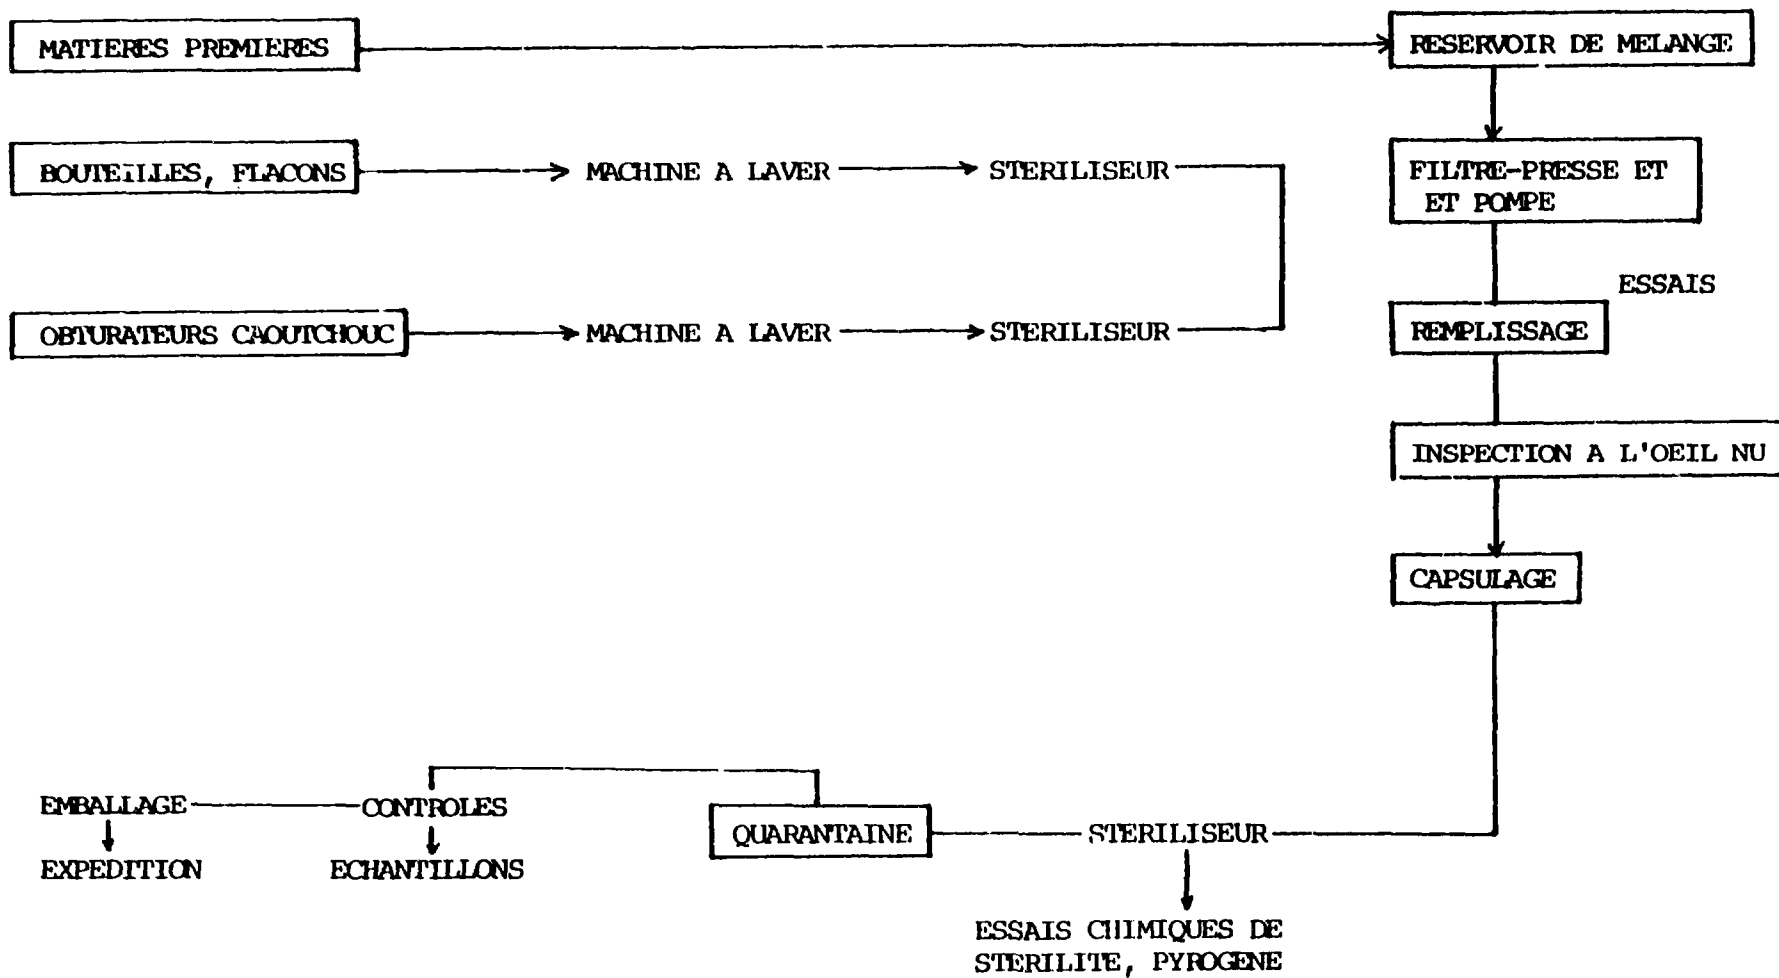 MATIERES PREMIERES
RESERVOIR DE MELANGE
BOUTEILLES, FLACONS
MACHINE A LAVER
STERILISEUR
FILTRE-PRESSE ET
ET POMPE
ESSAIS
OBTURATEURS CAOUTCHOUC
MACHINE A LAVER
STERILISEUR
REMPLISSAGE
INSPECTION A L'OEIL NU
CAPSULAGE
EMBALLAGE
CONTROLES
QUARANTAINE
STERILISEUR
EXPEDITION
ECHANTILLONS
ESSAIS CHIMIQUES DE
STERILITE, PYROGENE